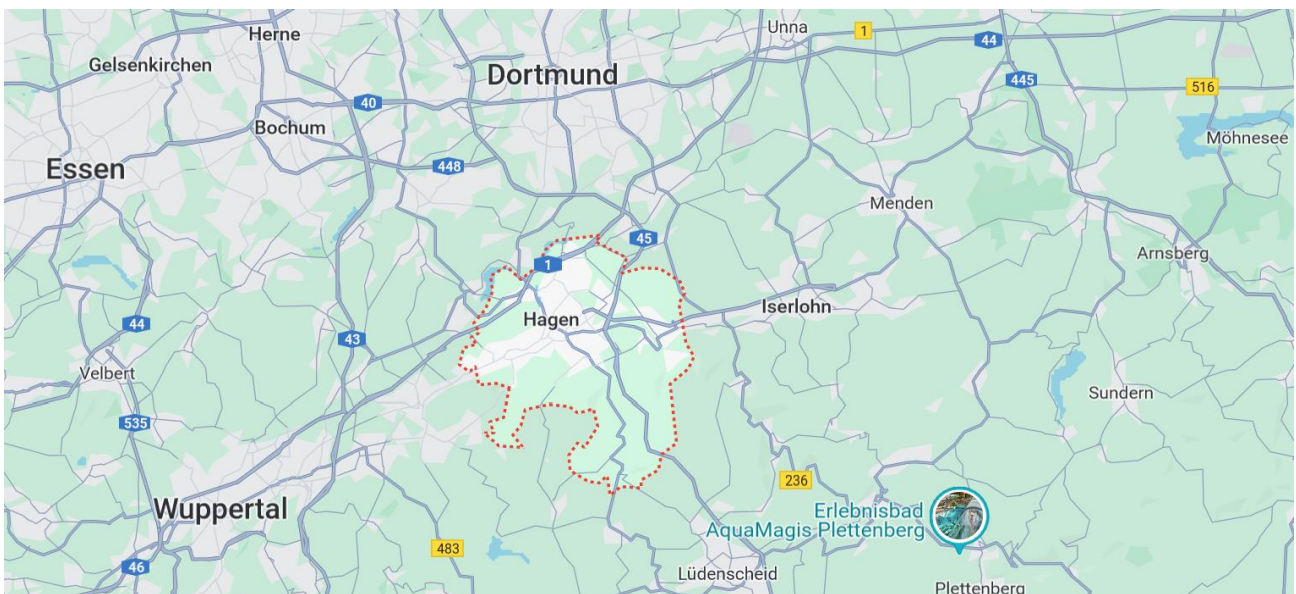 Herne
Unna
1
44
Gelsenkirchen
Dortmund
445
516
40
Bochum
Möhnesee
Essen
448
Menden
45
Arnsberg
1
Iserlohn
Hagen
44
43
Velbert
Sundern
535
236
Wuppertal
Erlebnisbad
AquaMagis Plettenberg
483
46
Lüdenscheid
Plettenberg